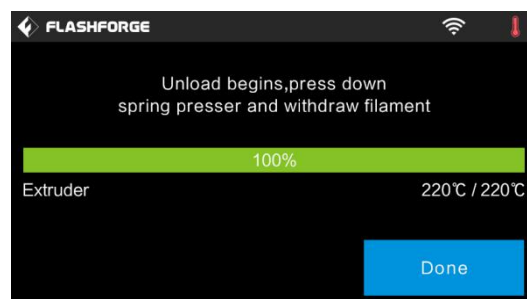 FLASHFORGE
Unload begins,press down
spring presser and withdraw filament
100%
Extruder 220℃ / 220℃
Done